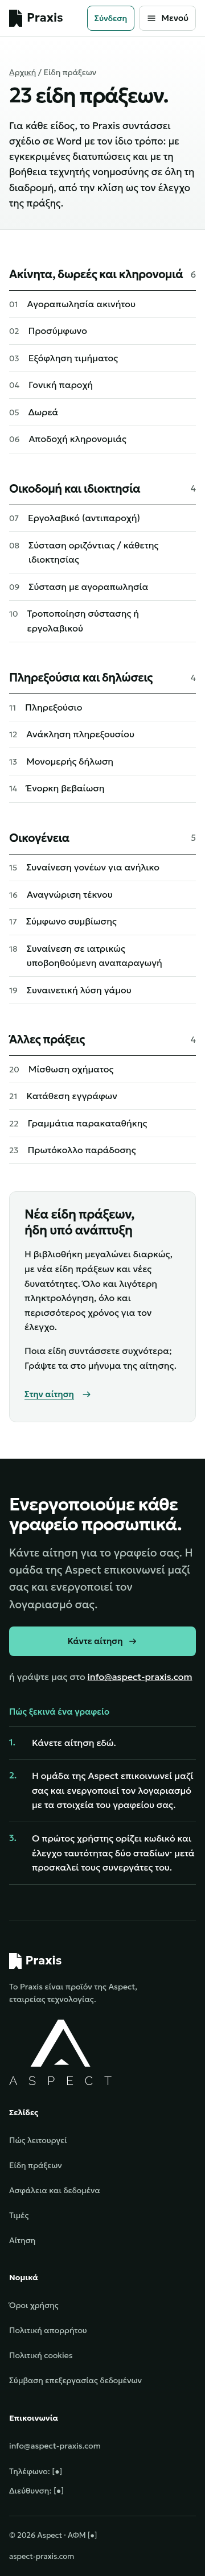 Praxis
Σύνδεση
Μενού
Αρχική / Είδη πράξεων
23 είδη πράξεων.
Για κάθε είδος, το Praxis συντάσσει
σχέδιο σε Word με τον ίδιο τρόπο: με
εγκεκριμένες διατυπώσεις και με τη
βοήθεια τεχνητής νοημοσύνης σε όλη τη
διαδρομή, από την κλίση ως τον έλεγχο
της πράξης.
Ακίνητα, δωρεές και κληρονομιά 6
01 Αγοραπωλησία ακινήτου
02 Προσύμφωνο
03 Εξόφληση τιμήματος
04 Γονική παροχή
05 Δωρεά
06 Αποδοχή κληρονομιάς
Οικοδομή και ιδιοκτησία 4
07 Εργολαβικό (αντιπαροχή)
08 Σύσταση οριζόντιας / κάθετης
ιδιοκτησίας
09 Σύσταση με αγοραπωλησία
10 Τροποποίηση σύστασης ή
εργολαβικού
Πληρεξούσια και δηλώσεις 4
11 Πληρεξούσιο
12 Ανάκληση πληρεξουσίου
13 Μονομερής δήλωση
14 Ένορκη βεβαίωση
Οικογένεια 5
15 Συναίνεση γονέων για ανήλικο
16 Αναγνώριση τέκνου
17 Σύμφωνο συμβίωσης
18 Συναίνεση σε ιατρικώς
υποβοηθούμενη αναπαραγωγή
19 Συναινετική λύση γάμου
Άλλες πράξεις 4
20 Μίσθωση οχήματος
21 Κατάθεση εγγράφων
22 Γραμμάτια παρακαταθήκης
23 Πρωτόκολλο παράδοσης
Νέα είδη πράξεων,
ήδη υπό ανάπτυξη
Η βιβλιοθήκη μεγαλώνει διαρκώς,
με νέα είδη πράξεων και νέες
δυνατότητες. Όλο και λιγότερη
πληκτρολόγηση, όλο και
περισσότερος χρόνος για τον
έλεγχο.
Ποια είδη συντάσσετε συχνότερα;
Γράψτε τα στο μήνυμα της αίτησης.
Στην αίτηση →
Ενεργοποιούμε κάθε
γραφείο προσωπικά.
Κάντε αίτηση για το γραφείο σας. Η
ομάδα της Aspect επικοινωνεί μαζί
σας και ενεργοποιεί τον
λογαριασμό σας.
Κάντε αίτηση →
ή γράψτε μας στο info@aspect-praxis.com
Πώς ξεκινά ένα γραφείο
1. Κάνετε αίτηση εδώ.
2. Η ομάδα της Aspect επικοινωνεί μαζί
σας και ενεργοποιεί τον λογαριασμό
με τα στοιχεία του γραφείου σας.
3. Ο πρώτος χρήστης ορίζει κωδικό και
έλεγχο ταυτότητας δύο σταδίων· μετά
προσκαλεί τους συνεργάτες του.
Praxis
Το Praxis είναι προϊόν της Aspect,
εταιρείας τεχνολογίας.
ASPECT
Σελίδες
Πώς λειτουργεί
Είδη πράξεων
Ασφάλεια και δεδομένα
Τιμές
Αίτηση
Νομικά
Όροι χρήσης
Πολιτική απορρήτου
Πολιτική cookies
Σύμβαση επεξεργασίας δεδομένων
Επικοινωνία
info@aspect-praxis.com
Τηλέφωνο: [●]
Διεύθυνση: [●]
© 2026 Aspect · ΑΦΜ [●]
aspect-praxis.com